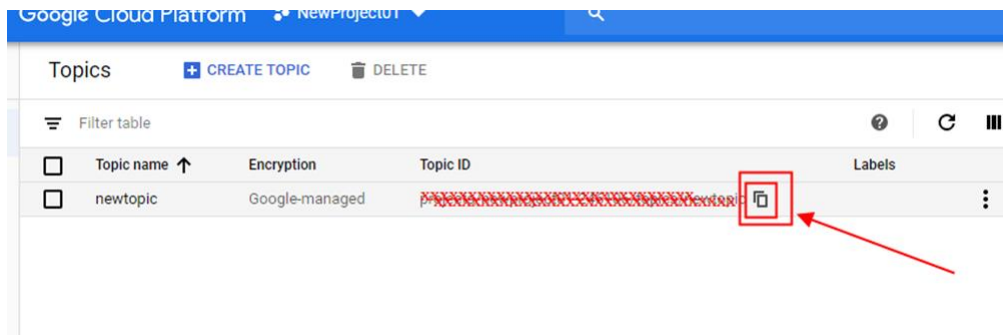 Google Cloud Platform NewProject01
Topics CREATE TOPIC DELETE
Filter table
Topic name Encryption Topic ID Labels
newtopic Google-managed